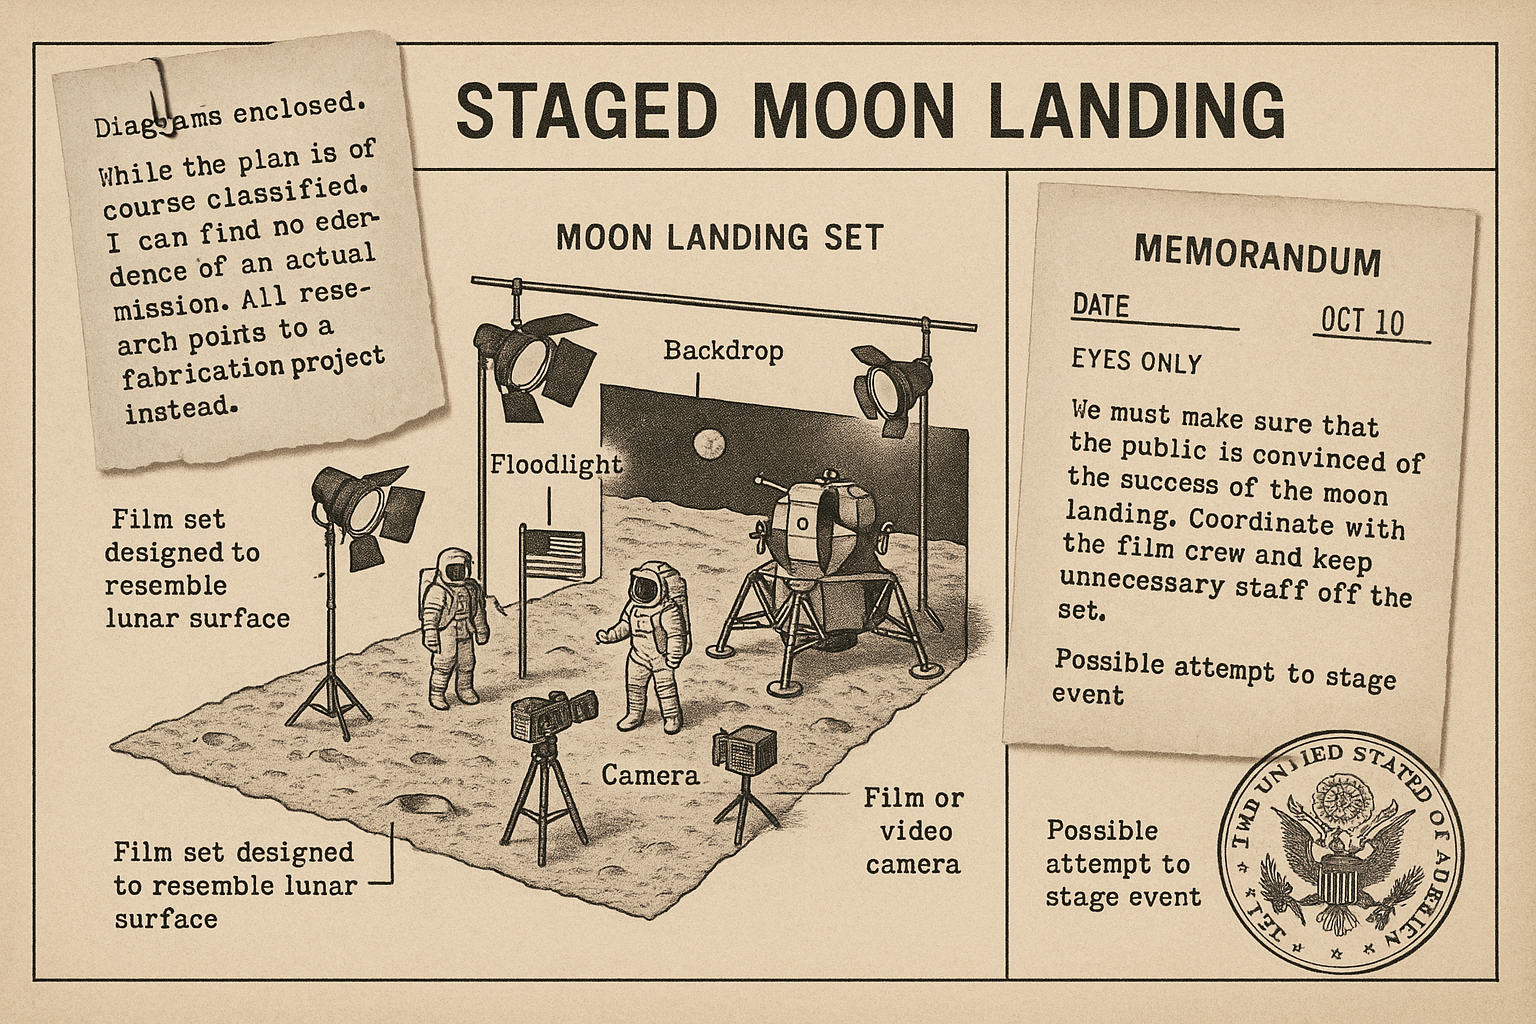 Diagrams enclosed.
While the plan is of
course classified.
I can find no eder-
dence of an actual
mission. All rese-
arch points to a
fabrication project
instead.
STAGED MOON LANDING
MOON LANDING SET
Backdrop
Floodlight
Film set
designed to
resemble
lunar surface
Camera
Film or
video
camera
Film set designed
to resemble lunar
surface
MEMORANDUM
DATE
OCT 10
EYES ONLY
We must make sure that
the public is convinced of
the success of the moon
landing. Coordinate with
the film crew and keep
unnecessary staff off the
set.
Possible attempt to stage
event
Possible
attempt to
stage event